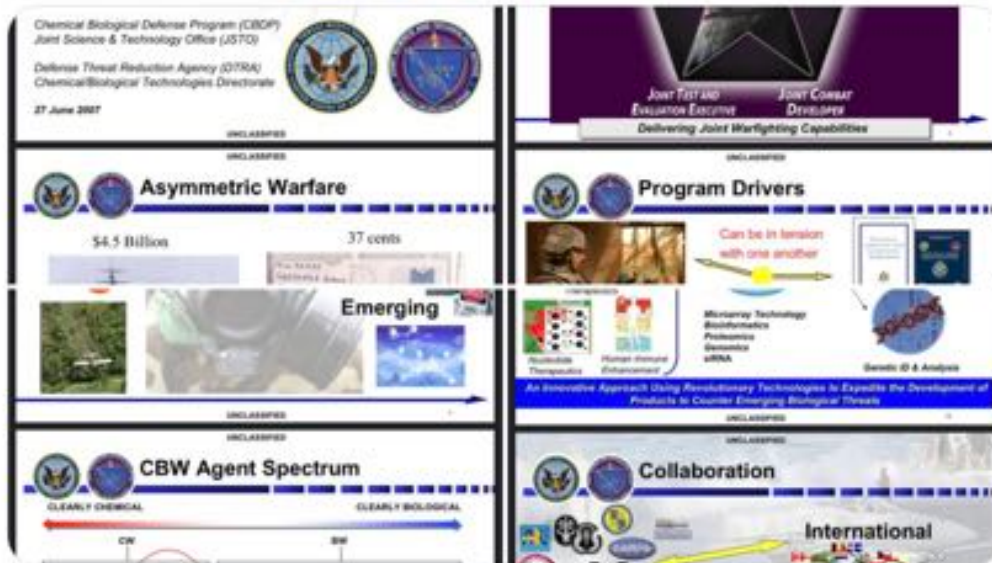 Chemical Biological Defense Program (CBDP)
Joint Science & Technology Office (JSTO)
Defense Threat Reduction Agency (DTRA)
Chemical/Biological Technologies Directorate
27 June 2007
UNCLASSIFIED
JOINT TEST AND
EVALUATION EXECUTIVE
JOINT COMBAT
DEVELOPER
Delivering Joint Warfighting Capabilities
UNCLASSIFIED
Asymmetric Warfare
$4.5 Billion
37 cents
UNCLASSIFIED
Program Drivers
Can be in tension
with one another
Emerging
UNCLASSIFIED
Therapeutics
Nucleotide
Therapeutics
Human Immune
Enhancement
Microarray Technology
Bioinformatics
Proteomics
Genomics
siRNA
Genetic ID & Analysis
An Innovative Approach Using Revolutionary Technologies to Expedite the Development of
Products to Counter Emerging Biological Threats
UNCLASSIFIED
UNCLASSIFIED
CBW Agent Spectrum
CLEARLY CHEMICAL
CLEARLY BIOLOGICAL
CW
BW
UNCLASSIFIED
Collaboration
International